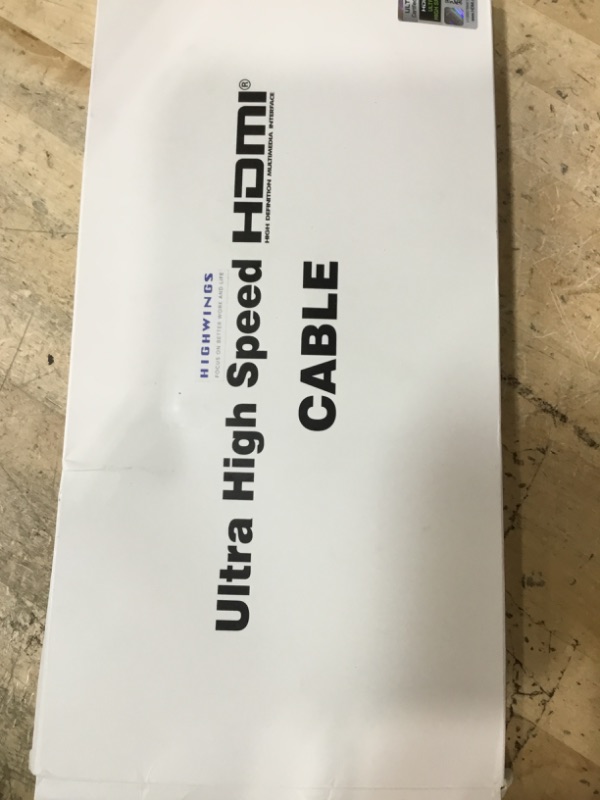 HIGHWINGS
FOCUS ON BETTER WORK AND LIFE
Ultra High Speed HDMI®
HIGH DEFINITION MULTIMEDIA INTERFACE
CABLE